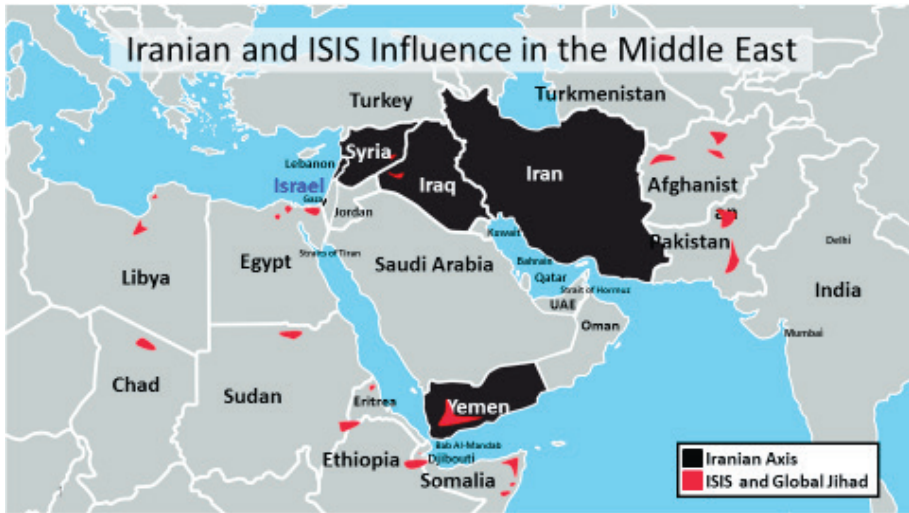 Iranian and ISIS Influence in the Middle East
Turkey
Turkmenistan
Lebanon
Syria
Israel
Iraq
Iran
Afghanist
an
Jordan
Kuwait
Pakistan
Delhi
Libya
Egypt
Straits of Tiran
Saudi Arabia
Bahrain
Qatar
Strait of Hormuz
UAE
India
Oman
Mumbai
Chad
Sudan
Eritrea
Yemen
Bab Al-Mandab
Ethiopia
Djibouti
Somalia
Iranian Axis
ISIS and Global Jihad